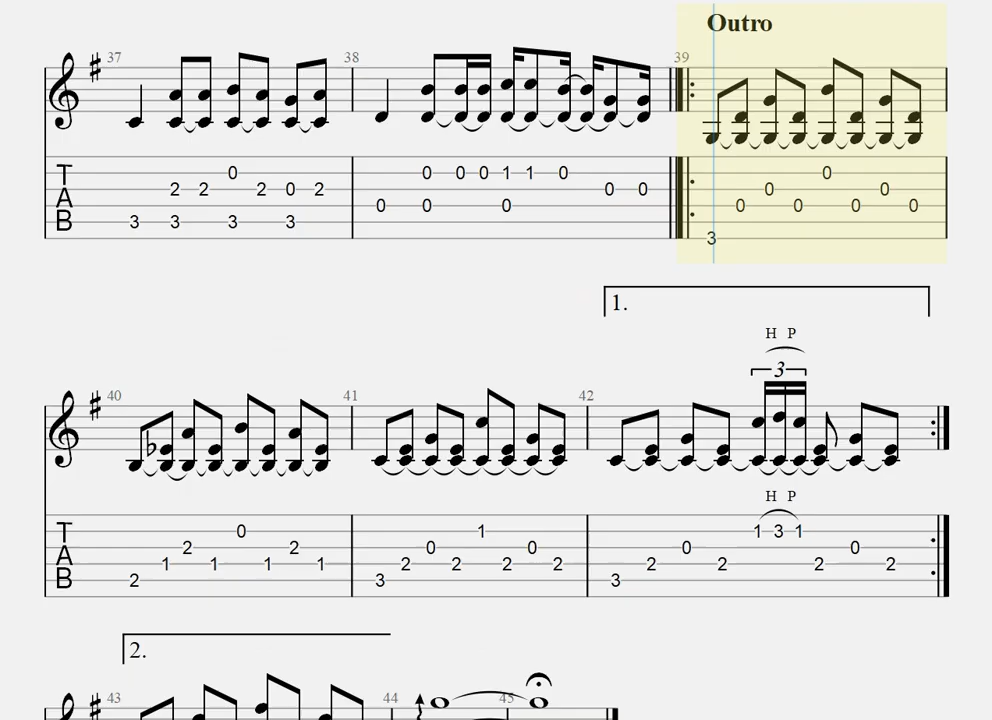 Outro
37 38 39
0 0 0 0 1 1 0 0
2 2 2 0 2 0 0 0 0
0 0 0 0 0 0 0
3 3 3 3
3
1.
H P
3
40 41 42
H P
0 1 1 3 1
2 2 0 0 0 0
1 1 1 1 2 2 2 2 2 2 2 2
2 3 3
2.
43 44 45
T
A
B
T
A
B